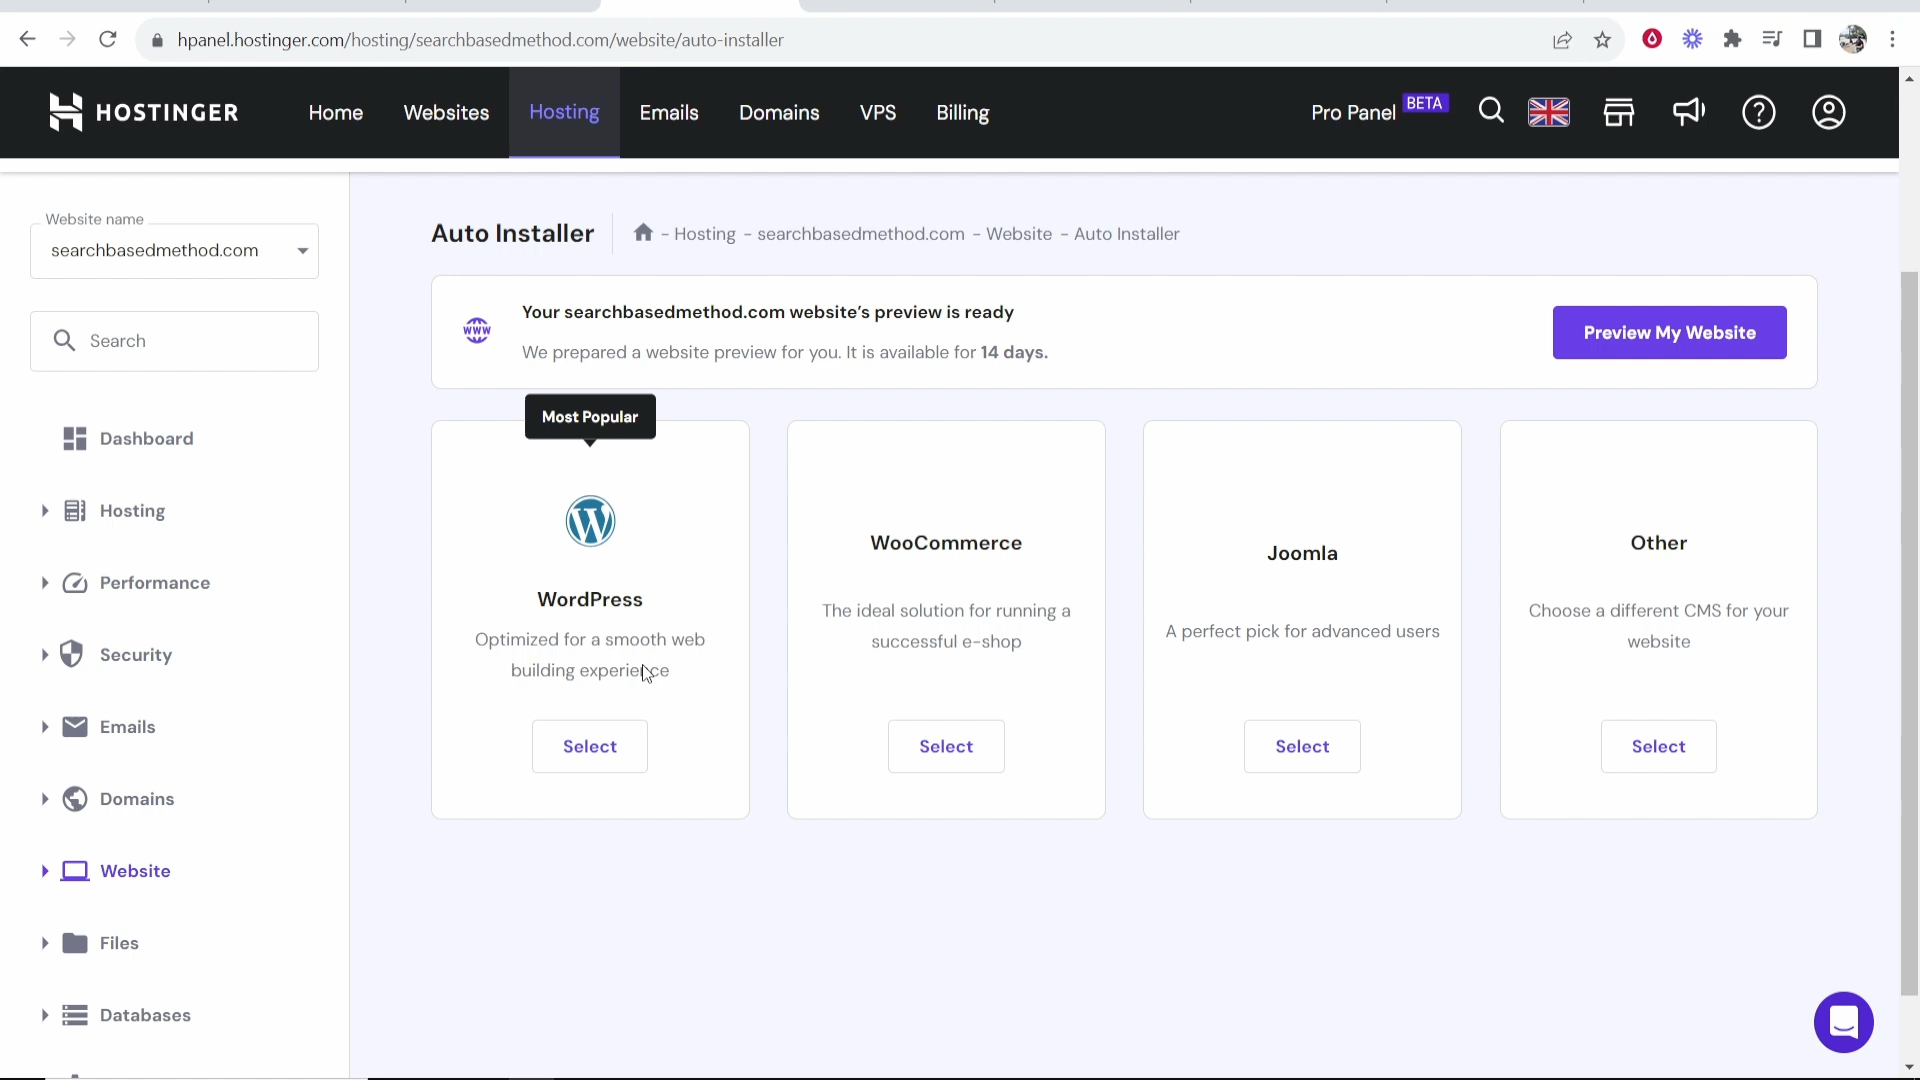 hpanel.hostinger.com/hosting/searchbasedmethod.com/website/auto-installer
HOSTINGER
Home
Websites
Hosting
Emails
Domains
VPS
Billing
Pro Panel BETA
Website name
searchbasedmethod.com
Search
Dashboard
Hosting
Performance
Security
Emails
Domains
Website
Files
Databases
Auto Installer
- Hosting - searchbasedmethod.com - Website - Auto Installer
WWW
Your searchbasedmethod.com website’s preview is ready
We prepared a website preview for you. It is available for 14 days.
Preview My Website
Most Popular
W
WordPress
Optimized for a smooth web
building experience
Select
WooCommerce
The ideal solution for running a
successful e-shop
Select
Joomla
A perfect pick for advanced users
Select
Other
Choose a different CMS for your
website
Select